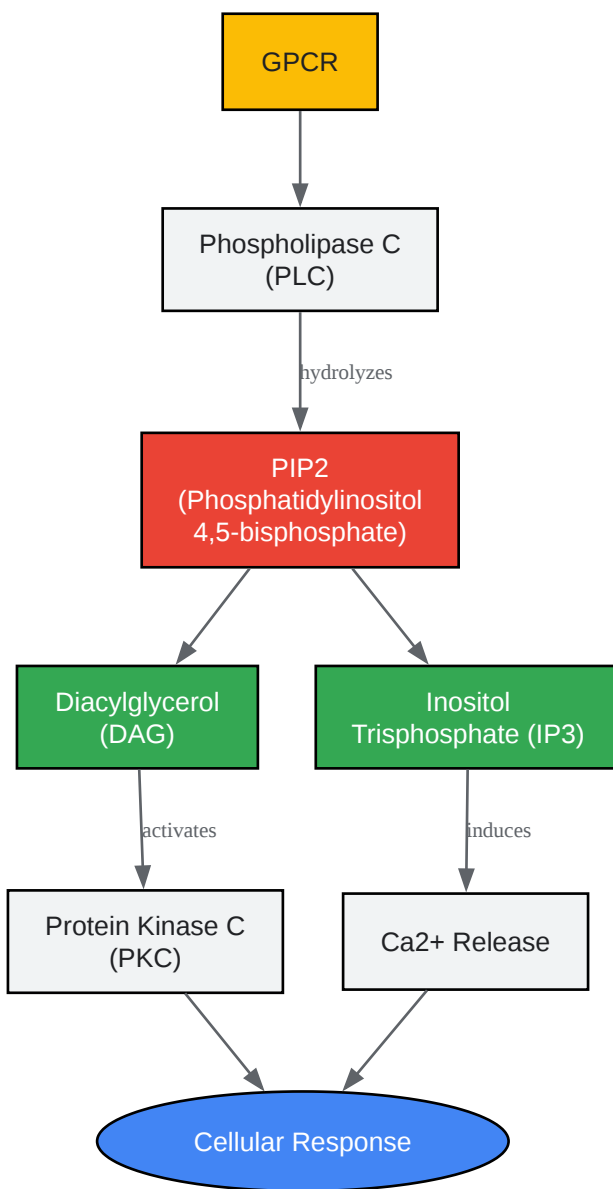 GPCR
Phospholipase C
(PLC)
hydrolyzes
PIP2
(Phosphatidylinositol
4,5-bisphosphate)
Diacylglycerol
(DAG)
Inositol
Trisphosphate (IP3)
activates
induces
Protein Kinase C
(PKC)
Ca2+ Release
Cellular Response